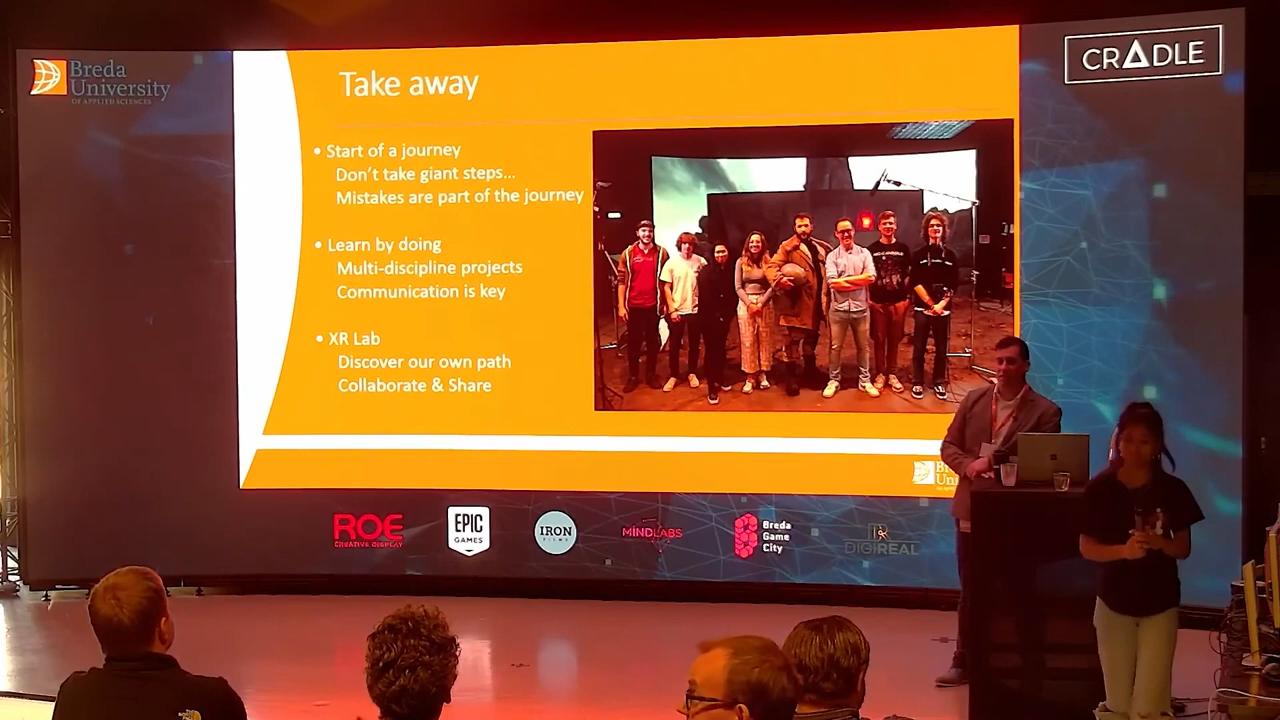 Breda
University
OF APPLIED SCIENCES
CRADLE
Take away
• Start of a journey
Don't take giant steps...
Mistakes are part of the journey
• Learn by doing
Multi-discipline projects
Communication is key
• XR Lab
Discover our own path
Collaborate & Share
ROE
CREATIVE DISPLAY
EPIC
GAMES
IRON
FILMS
MINDLABS
Breda
Game
City
DIGIREAL